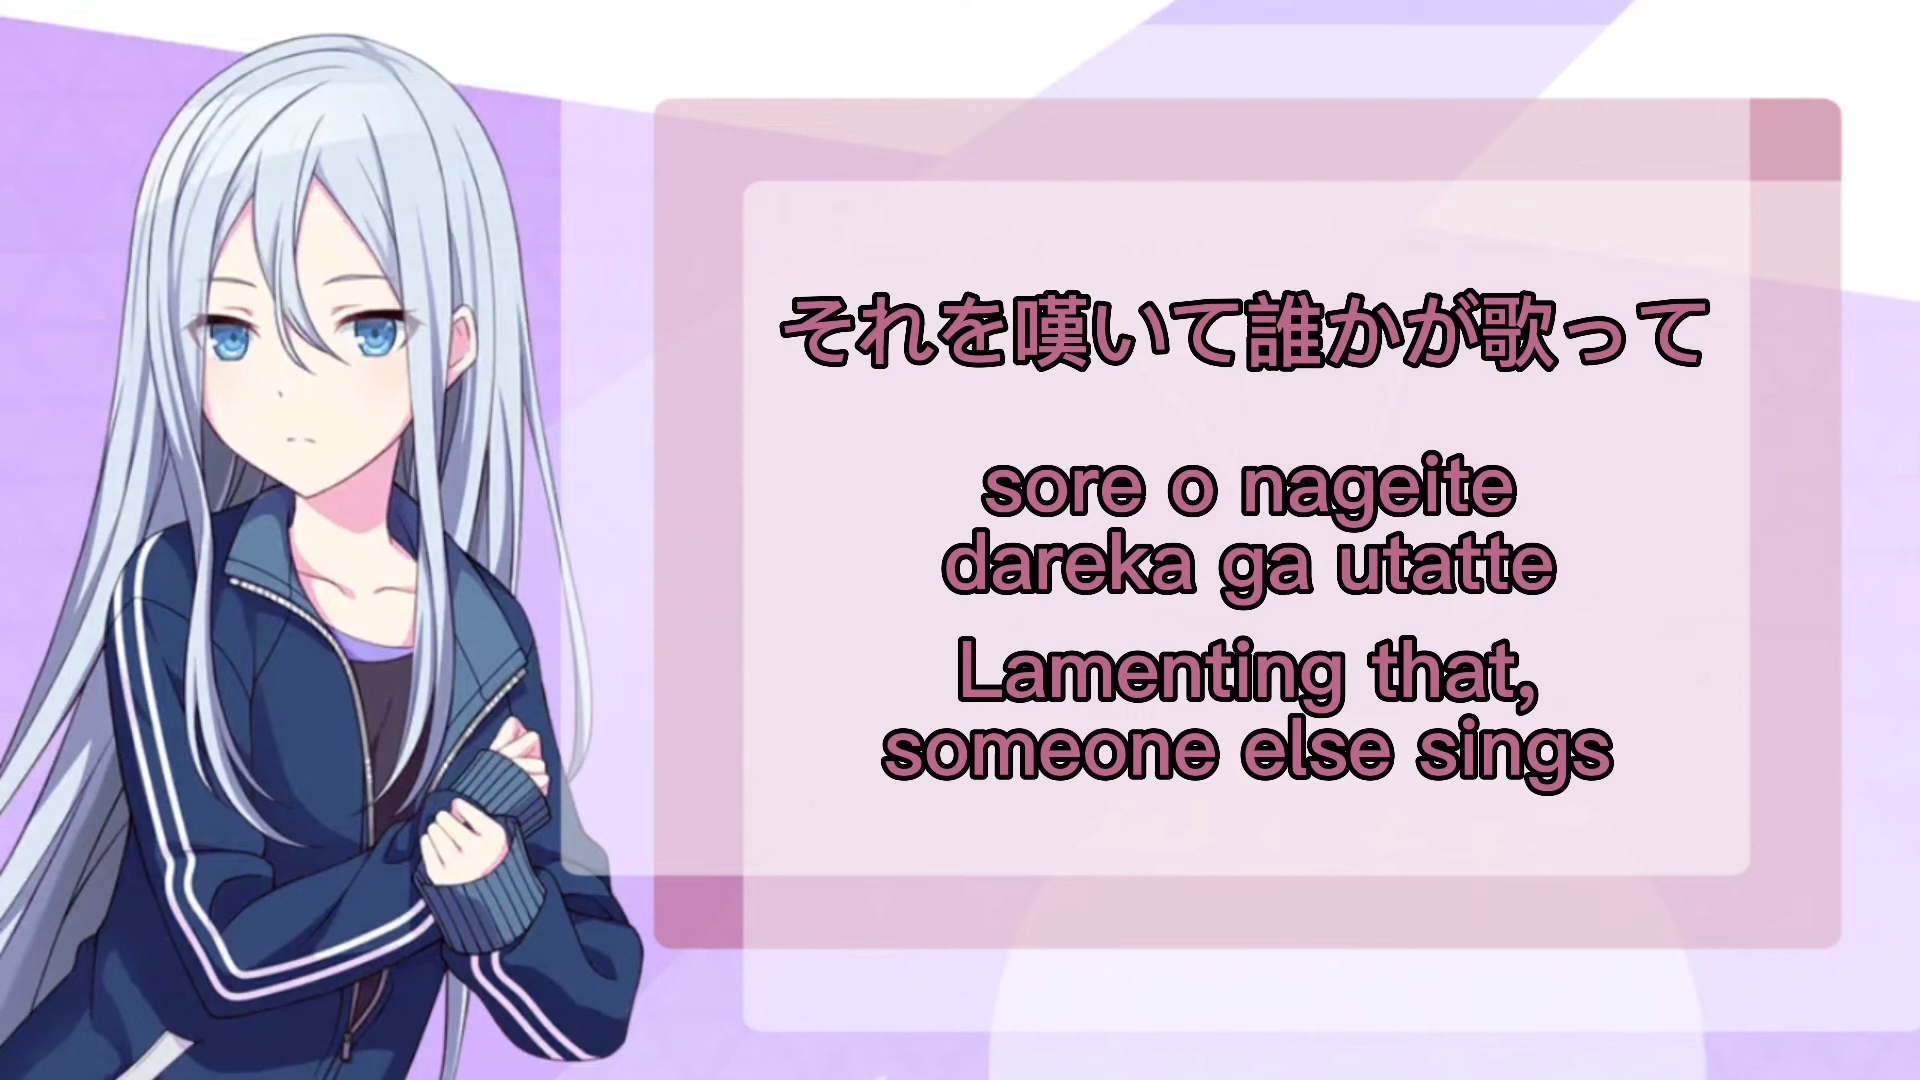 それを嘆いて誰かが歌って
sore o nageite
dareka ga utatte
Lamenting that,
someone else sings